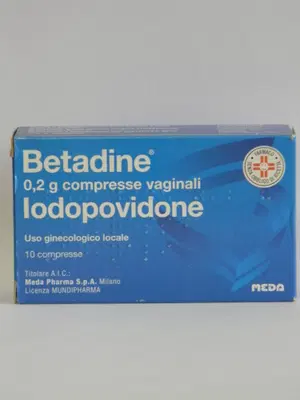 Betadine®
0,2 g compresse vaginali
Iodopovidone
Uso ginecologico locale
10 compresse
Titolare A.I.C.:
Meda Pharma S.p.A. Milano
Licenza MUNDIPHARMA
MEDA